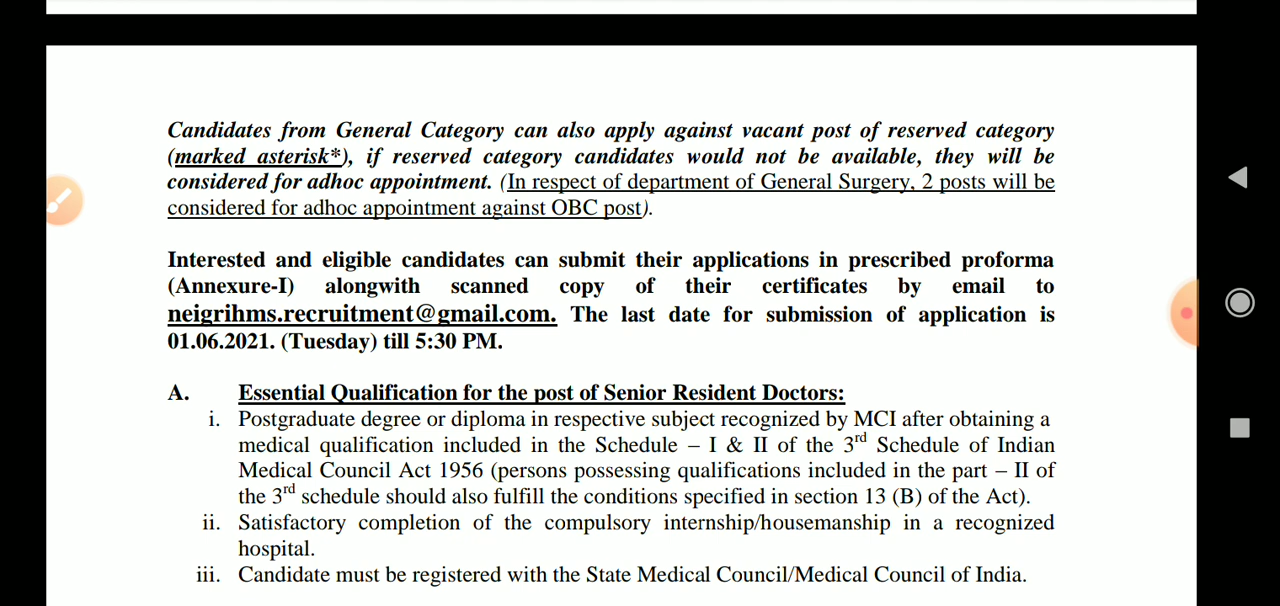 Candidates from General Category can also apply against vacant post of reserved category
(marked asterisk*), if reserved category candidates would not be available, they will be
considered for adhoc appointment. (In respect of department of General Surgery, 2 posts will be
considered for adhoc appointment against OBC post).
Interested and eligible candidates can submit their applications in prescribed proforma
(Annexure-I) alongwith scanned copy of their certificates by email to
neigrihms.recruitment@gmail.com. The last date for submission of application is
01.06.2021. (Tuesday) till 5:30 PM.
A. Essential Qualification for the post of Senior Resident Doctors:
i. Postgraduate degree or diploma in respective subject recognized by MCI after obtaining a
medical qualification included in the Schedule – I & II of the 3rd Schedule of Indian
Medical Council Act 1956 (persons possessing qualifications included in the part – II of
the 3rd schedule should also fulfill the conditions specified in section 13 (B) of the Act).
ii. Satisfactory completion of the compulsory internship/housemanship in a recognized
hospital.
iii. Candidate must be registered with the State Medical Council/Medical Council of India.